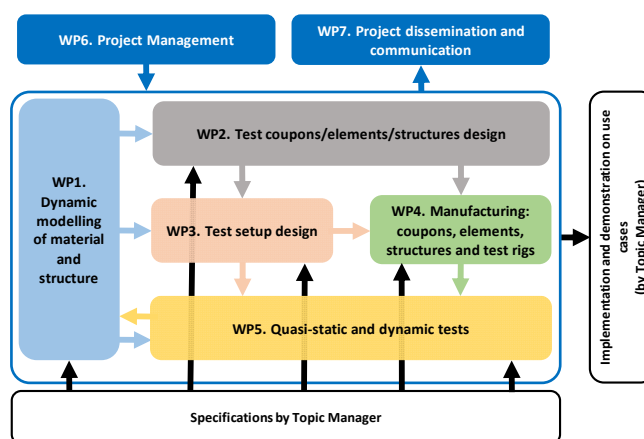 WP6. Project Management
WP7. Project dissemination and
communication
WP2. Test coupons/elements/structures design
WP1.
Dynamic
modelling
of material
and
structure
WP3. Test setup design
WP4. Manufacturing:
coupons, elements,
structures and test rigs
WP5. Quasi-static and dynamic tests
Implementation and demonstration on use
cases
(by Topic Manager)
Specifications by Topic Manager